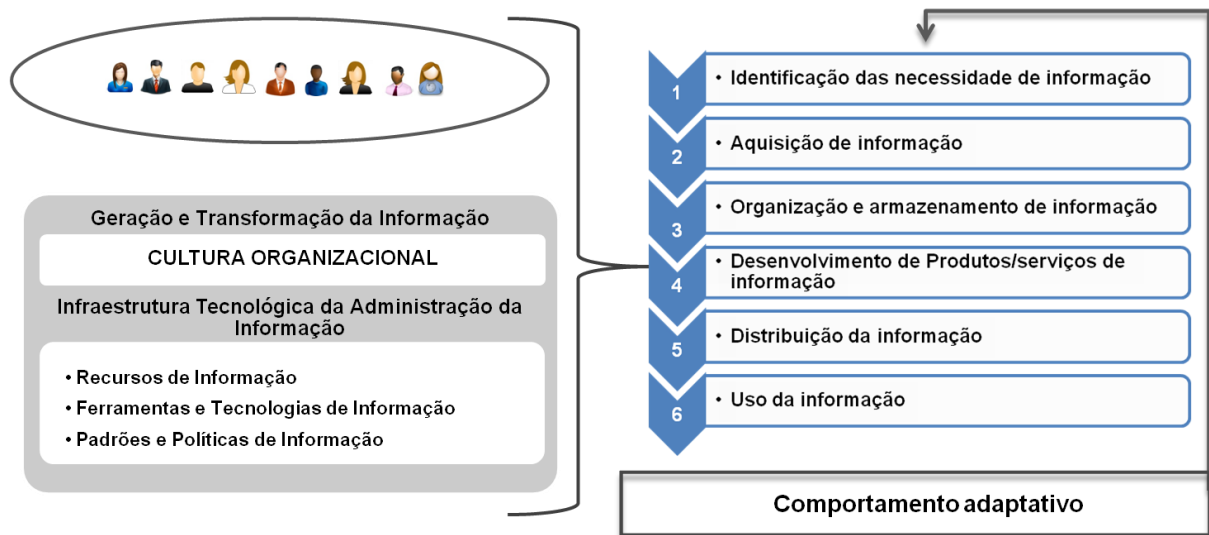 Geração e Transformação da Informação
CULTURA ORGANIZACIONAL
Infraestrutura Tecnológica da Administração da
Informação
• Recursos de Informação
• Ferramentas e Tecnologias de Informação
• Padrões e Políticas de Informação
1
• Identificação das necessidade de informação
2
• Aquisição de informação
3
• Organização e armazenamento de informação
4
• Desenvolvimento de Produtos/serviços de
informação
5
• Distribuição da informação
6
• Uso da informação
Comportamento adaptativo